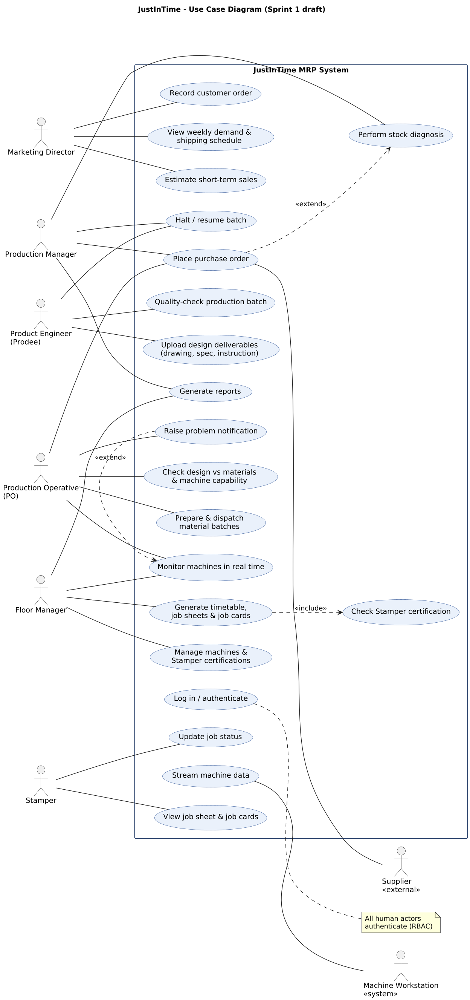 JustInTime - Use Case Diagram (Sprint 1 draft)
JustInTime MRP System
Record customer order
View weekly demand &
shipping schedule
Perform stock diagnosis
Marketing Director
Estimate short-term sales
«extend»
Halt / resume batch
Production Manager
Place purchase order
Quality-check production batch
Product Engineer
(Prodee)
Upload design deliverables
(drawing, spec, instruction)
Generate reports
Raise problem notification
«extend»
Check design vs materials
& machine capability
Production Operative
(PO)
Prepare & dispatch
material batches
Monitor machines in real time
Floor Manager
Generate timetable,
job sheets & job cards
«include»
Check Stamper certification
Manage machines &
Stamper certifications
Log in / authenticate
Update job status
Stream machine data
Stamper
View job sheet & job cards
Supplier
«external»
All human actors
authenticate (RBAC)
Machine Workstation
«system»